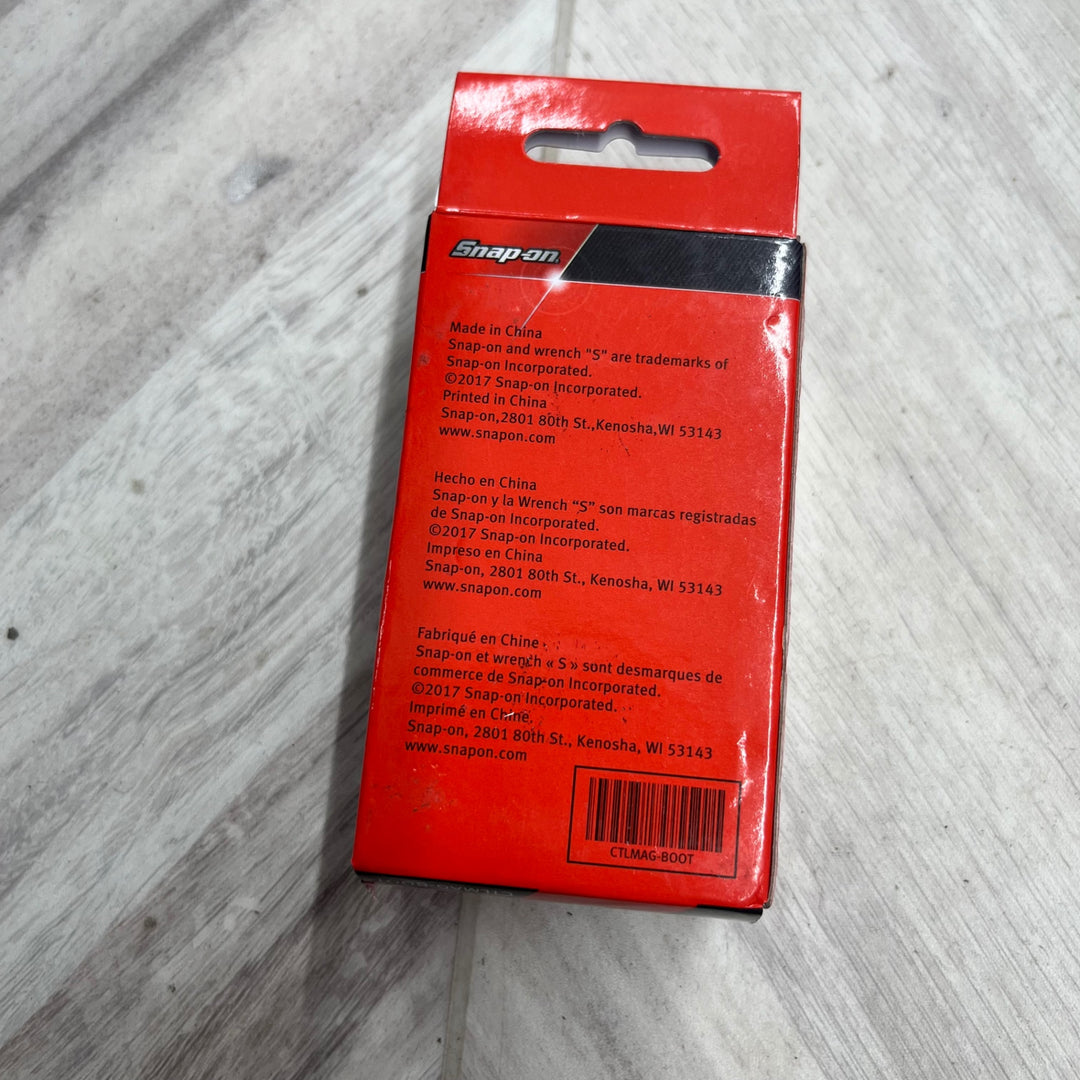 Snap-on
Made in China
Snap-on and wrench "S" are trademarks of
Snap-on Incorporated.
©2017 Snap-on Incorporated.
Printed in China
Snap-on,2801 80th St.,Kenosha,WI 53143
www.snapon.com
Hecho en China
Snap-on y la Wrench “S” son marcas registradas
de Snap-on Incorporated.
©2017 Snap-on Incorporated.
Impreso en China
Snap-on, 2801 80th St., Kenosha, WI 53143
www.snapon.com
Fabriqué en Chine
Snap-on et wrench « S » sont desmarques de
commerce de Snap-on Incorporated.
©2017 Snap-on Incorporated.
Imprimé en Chine.
Snap-on, 2801 80th St., Kenosha, WI 53143
www.snapon.com
CTLMAG-BOOT